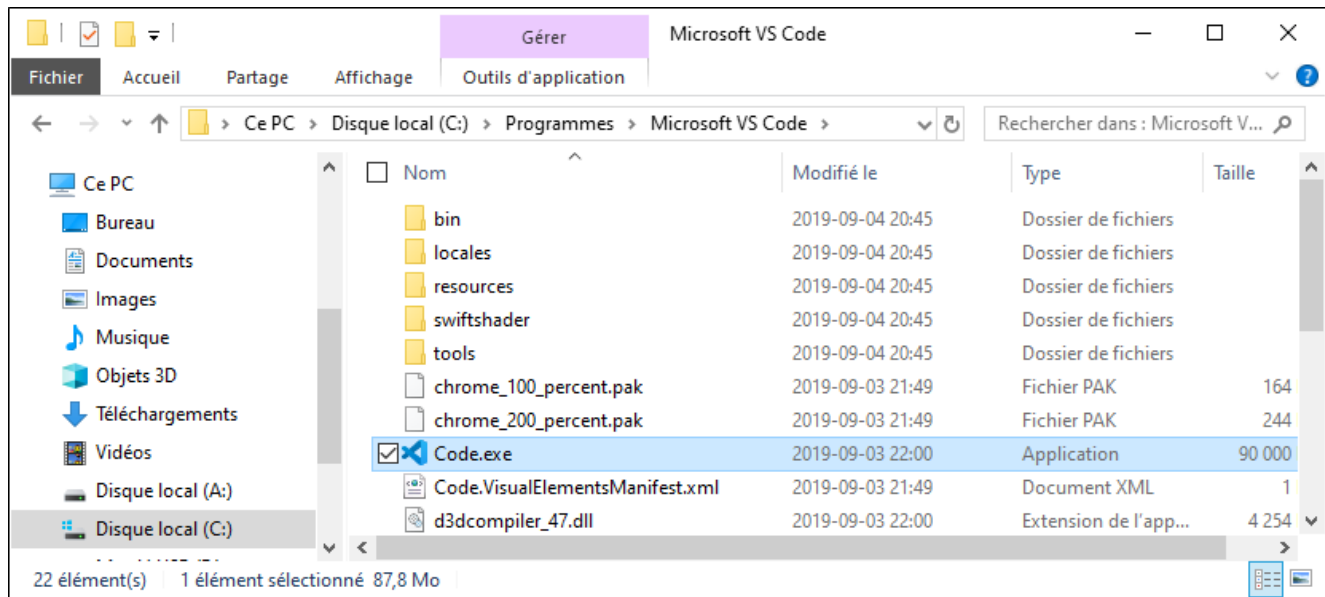 Gérer
Microsoft VS Code
Fichier Accueil Partage Affichage Outils d'application
Ce PC > Disque local (C:) > Programmes > Microsoft VS Code >
Rechercher dans : Microsoft V...
Nom Modifié le Type Taille
Ce PC
Bureau
Documents
Images
Musique
Objets 3D
Téléchargements
Vidéos
Disque local (A:)
Disque local (C:)
bin 2019-09-04 20:45 Dossier de fichiers
locales 2019-09-04 20:45 Dossier de fichiers
resources 2019-09-04 20:45 Dossier de fichiers
swiftshader 2019-09-04 20:45 Dossier de fichiers
tools 2019-09-04 20:45 Dossier de fichiers
chrome_100_percent.pak 2019-09-03 21:49 Fichier PAK 164
chrome_200_percent.pak 2019-09-03 21:49 Fichier PAK 244
Code.exe 2019-09-03 22:00 Application 90 000
Code.VisualElementsManifest.xml 2019-09-03 21:49 Document XML 1
d3dcompiler_47.dll 2019-09-03 22:00 Extension de l'app... 4 254
22 élément(s) 1 élément sélectionné 87,8 Mo